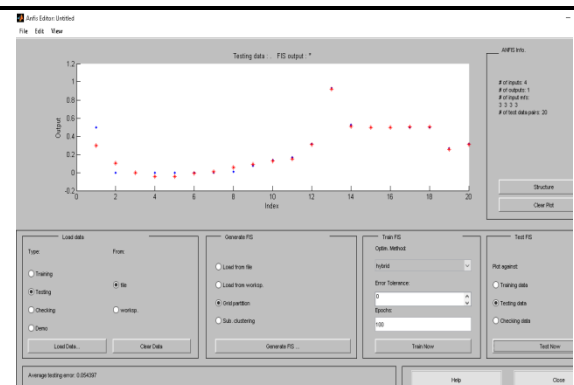 Anfis Editor: Untitled
File Edit View
Testing data : . FIS output : *
1.2
1
0.8
0.6
0.4
0.2
0
-0.2
Output
0 2 4 6 8 10 12 14 16 18 20
Index
ANFIS Info.
# of inputs: 4
# of outputs: 1
# of input mfs:
3 3 3 3
# of test data pairs: 20
Structure
Clear Plot
Load data
Type:
From:
Training
Testing
Checking
Demo
file
worksp.
Load Data...
Clear Data
Generate FIS
Load from file
Load from worksp.
Grid partition
Sub. clustering
Generate FIS ...
Train FIS
Optim. Method:
hybrid
Error Tolerance:
0
Epochs:
100
Train Now
Test FIS
Plot against:
Training data
Testing data
Checking data
Test Now
Average testing error: 0.054397
Help
Close